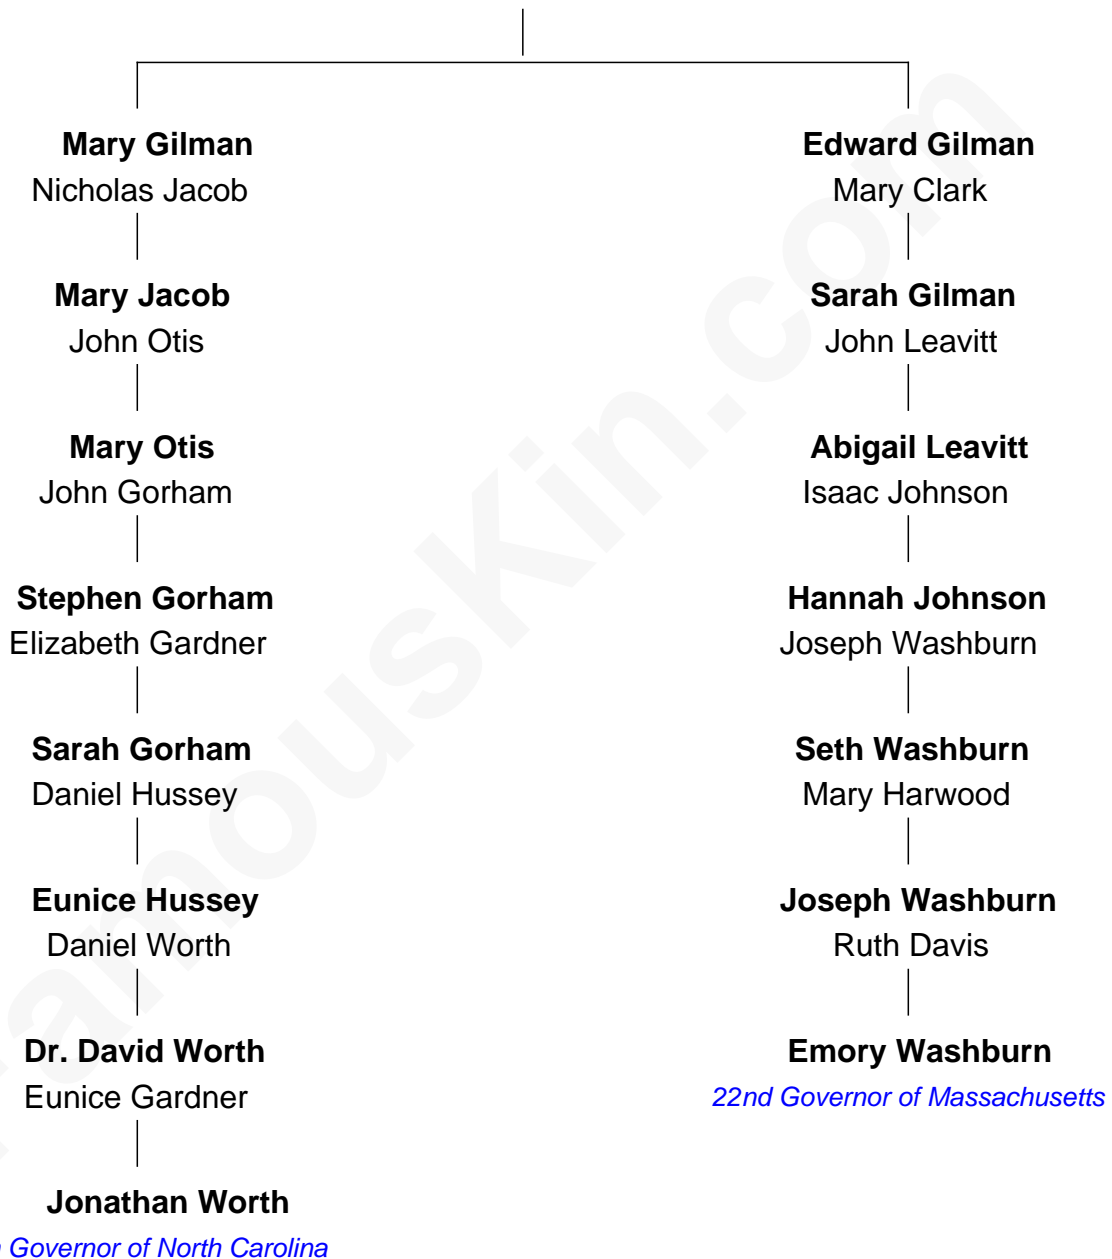 Mary Gilman
Nicholas Jacob
Mary Jacob
John Otis
Mary Otis
John Gorham
Stephen Gorham
Elizabeth Gardner
Sarah Gorham
Daniel Hussey
Eunice Hussey
Daniel Worth
Dr. David Worth
Eunice Gardner
Jonathan Worth
Governor of North Carolina
Edward Gilman
Mary Clark
Sarah Gilman
John Leavitt
Abigail Leavitt
Isaac Johnson
Hannah Johnson
Joseph Washburn
Seth Washburn
Mary Harwood
Joseph Washburn
Ruth Davis
Emory Washburn
22nd Governor of Massachusetts
FamousKin.com